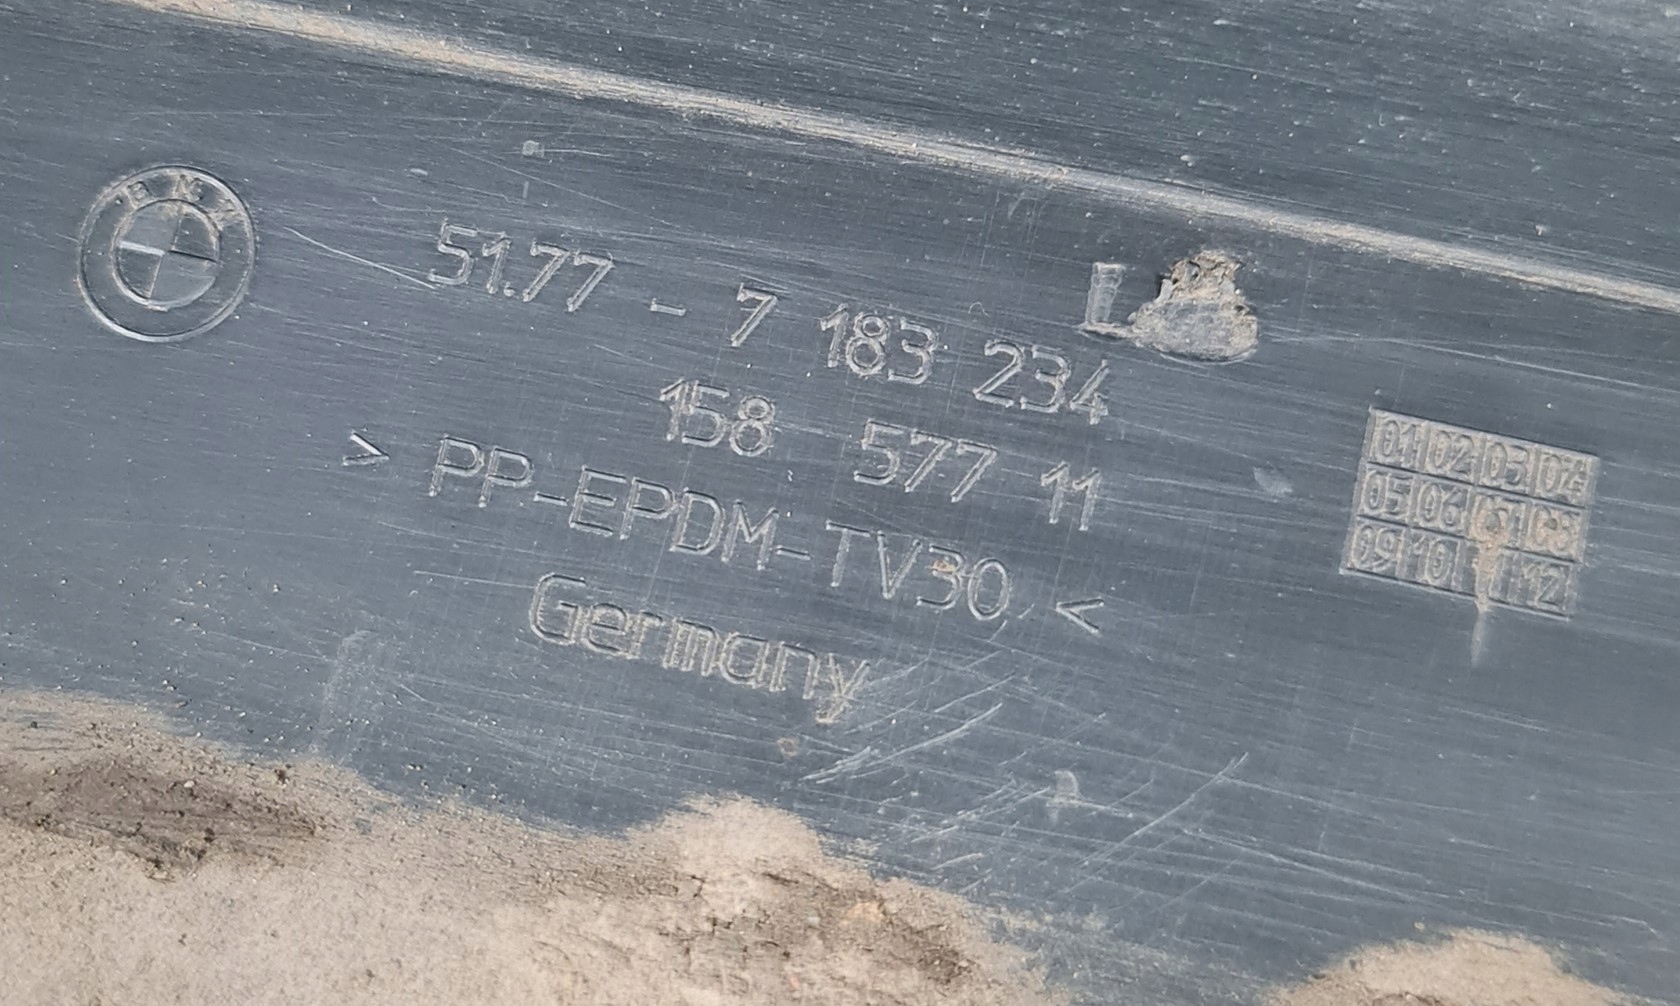 BMW
51.77 - 7 183 234
L
158 577 11
> PP-EPDM-TV30 <
Germany
01 02 03 04
05 06 07 08
09 10 12